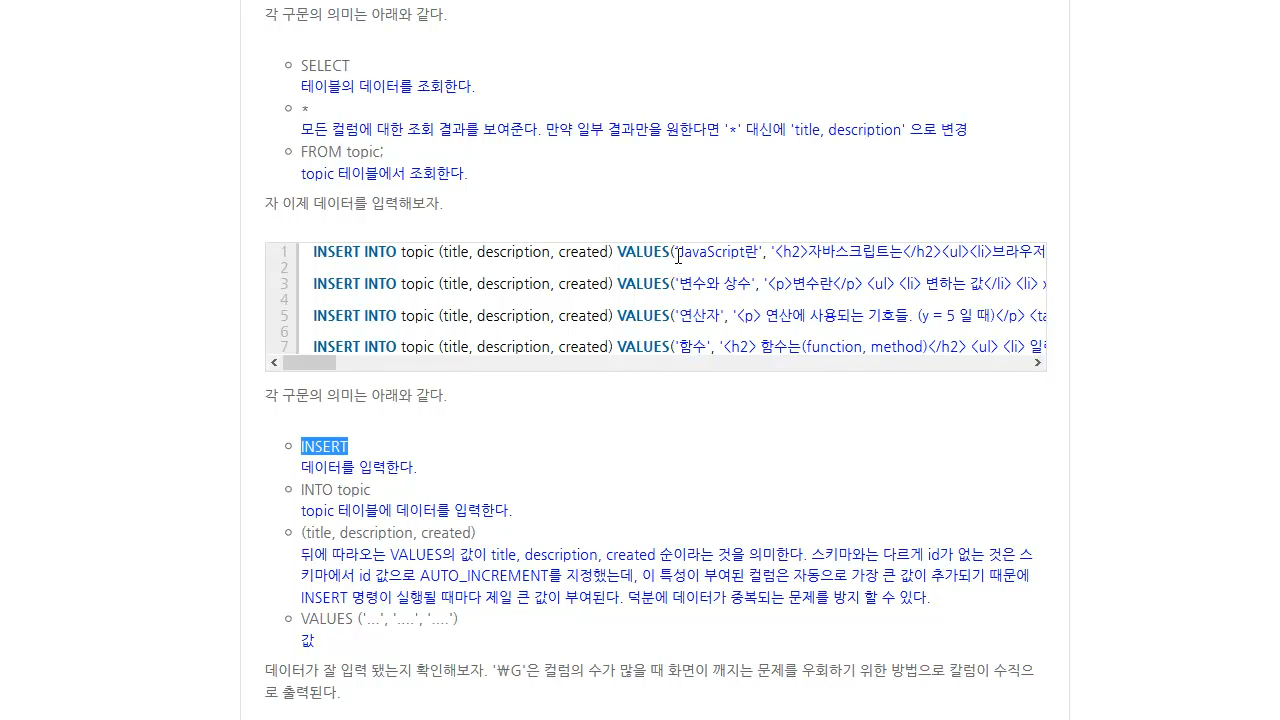 각 구문의 의미는 아래와 같다.
SELECT
테이블의 데이터를 조회한다.
*
모든 컬럼에 대한 조회 결과를 보여준다. 만약 일부 결과만을 원한다면 '*' 대신에 'title, description' 으로 변경
FROM topic;
topic 테이블에서 조회한다.
자 이제 데이터를 입력해보자.
1 INSERT INTO topic (title, description, created) VALUES('JavaScript란', '<h2>자바스크립트는</h2><ul><li>브라우저
2
3 INSERT INTO topic (title, description, created) VALUES('변수와 상수', '<p>변수란</p> <ul> <li> 변하는 값</li> <li>
4
5 INSERT INTO topic (title, description, created) VALUES('연산자', '<p> 연산에 사용되는 기호들. (y = 5 일 때)</p>
6
7 INSERT INTO topic (title, description, created) VALUES('함수', '<h2> 함수는(function, method)</h2> <ul> <li>
각 구문의 의미는 아래와 같다.
INSERT
데이터를 입력한다.
INTO topic
topic 테이블에 데이터를 입력한다.
(title, description, created)
뒤에 따라오는 VALUES의 값이 title, description, created 순이라는 것을 의미한다. 스키마와는 다르게 id가 없는 것은 스
키마에서 id 값으로 AUTO_INCREMENT를 지정했는데, 이 특성이 부여된 컬럼은 자동으로 가장 큰 값이 추가되기 때문에
INSERT 명령이 실행될 때마다 제일 큰 값이 부여된다. 덕분에 데이터가 중복되는 문제를 방지 할 수 있다.
VALUES ('...', '....', '....')
값
데이터가 잘 입력 됐는지 확인해보자. '₩G'은 컬럼의 수가 많을 때 화면이 깨지는 문제를 우회하기 위한 방법으로 칼럼이 수직으
로 출력된다.